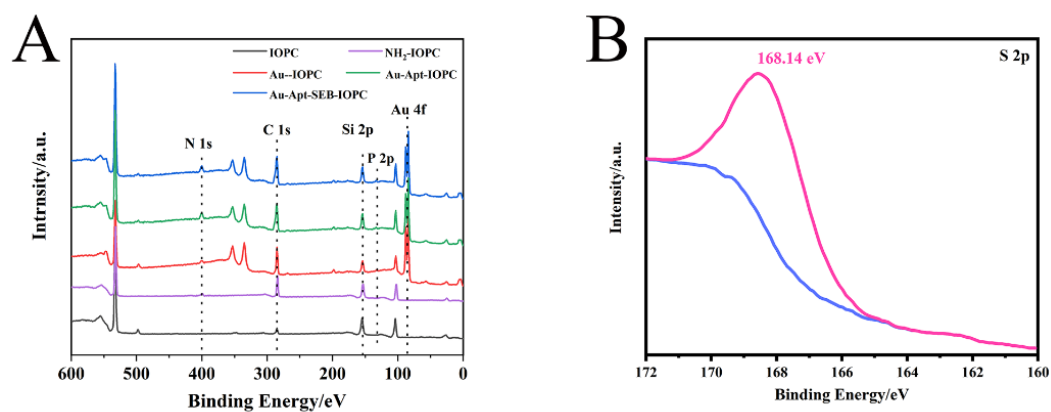 A
IOPC
NH₂-IOPC
Au--IOPC
Au-Apt-IOPC
Au-Apt-SEB-IOPC
N 1s
C 1s
Si 2p
P 2p
Au 4f
Intrnsity/a.u.
600 500 400 300 200 100 0
Binding Energy/eV
B
168.14 eV
S 2p
Intensity/a.u.
172 170 168 166 164 162 160
Binding Energy/eV